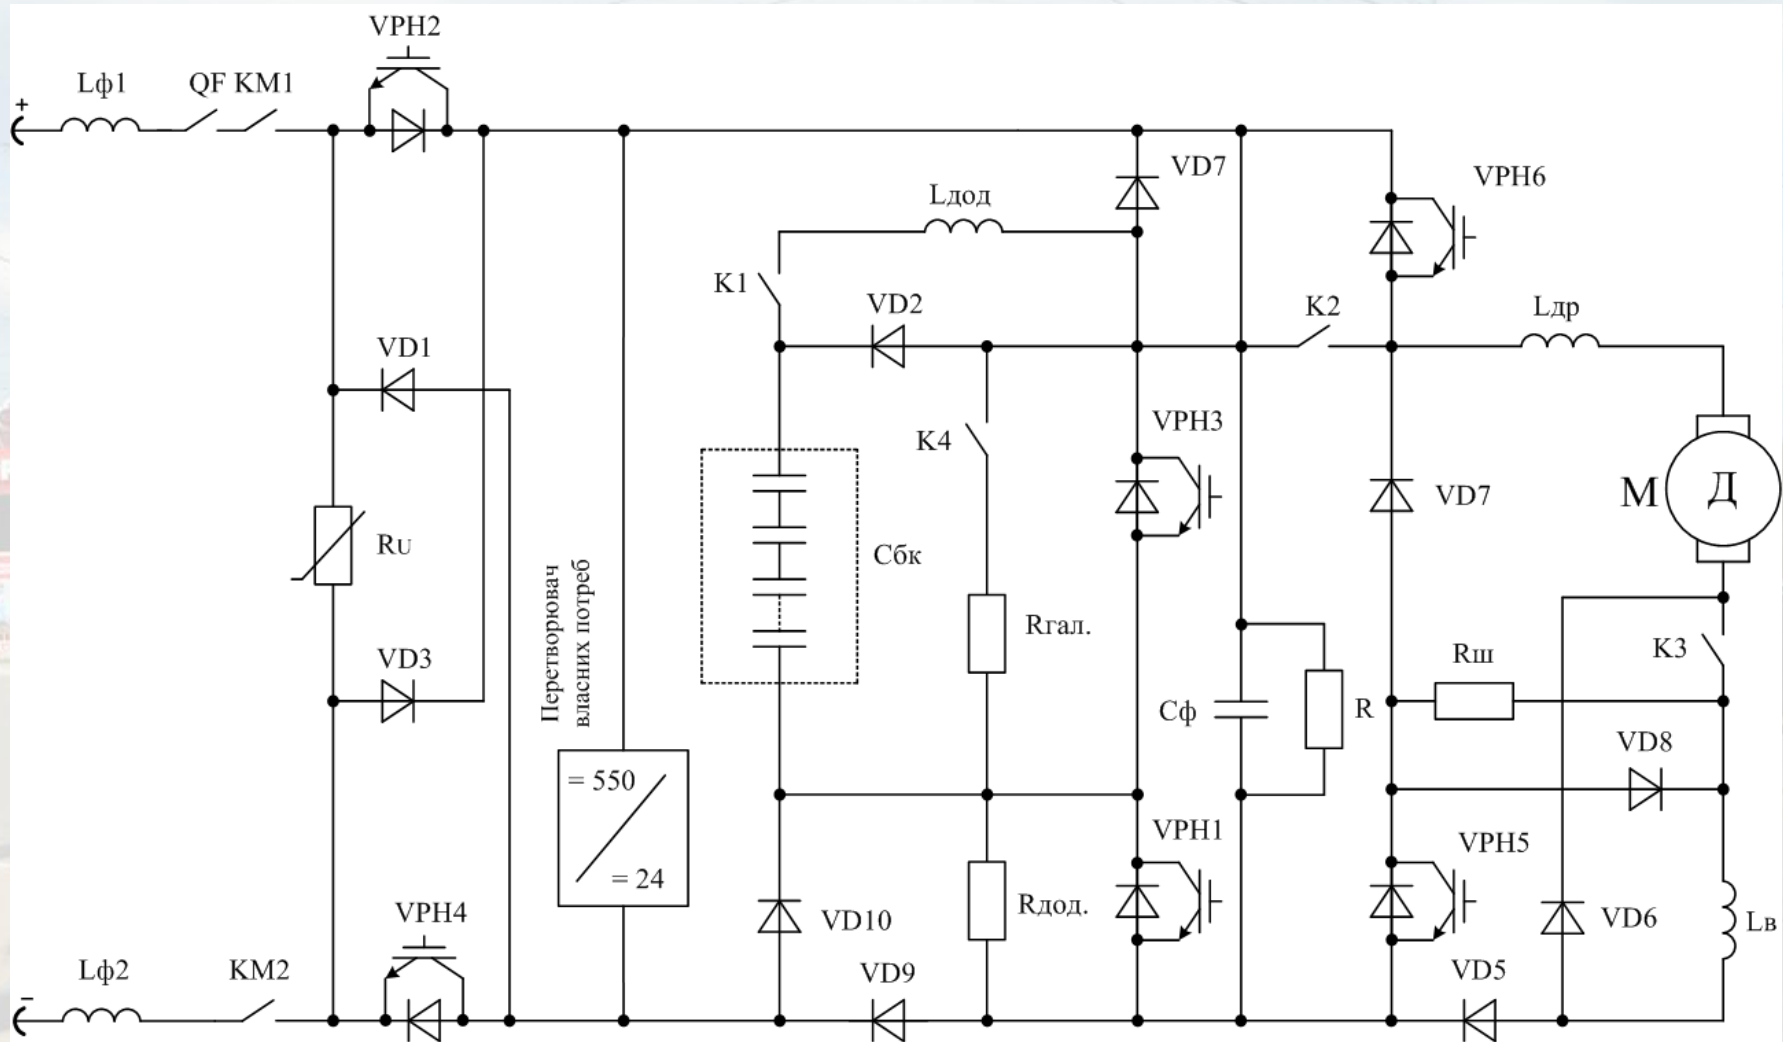 VPH2
Lф1
QF KM1
+
VD7
VPH6
Lдод
K1
VD2
K2
Lдр
VD1
VPH3
K4
M
Д
VD7
Cбк
RU
Перетворювач
власних потреб
Rгал.
K3
Rш
VD3
Cф
R
VD8
= 550
= 24
VPH1
VPH5
Rдод.
VPH4
VD10
VD6
Lв
Lф2
KM2
VD9
VD5
−